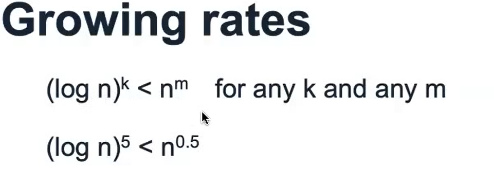 Growing rates
(log n)ᵏ < nᵐ for any k and any m
(log n)⁵ < n⁰·⁵